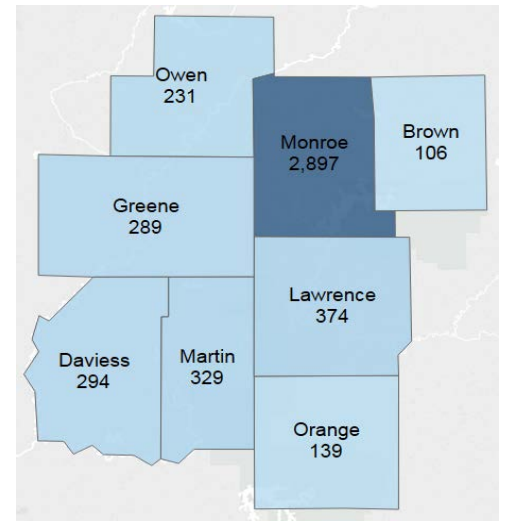 Owen
231
Monroe
2,897
Brown
106
Greene
289
Lawrence
374
Daviess
294
Martin
329
Orange
139